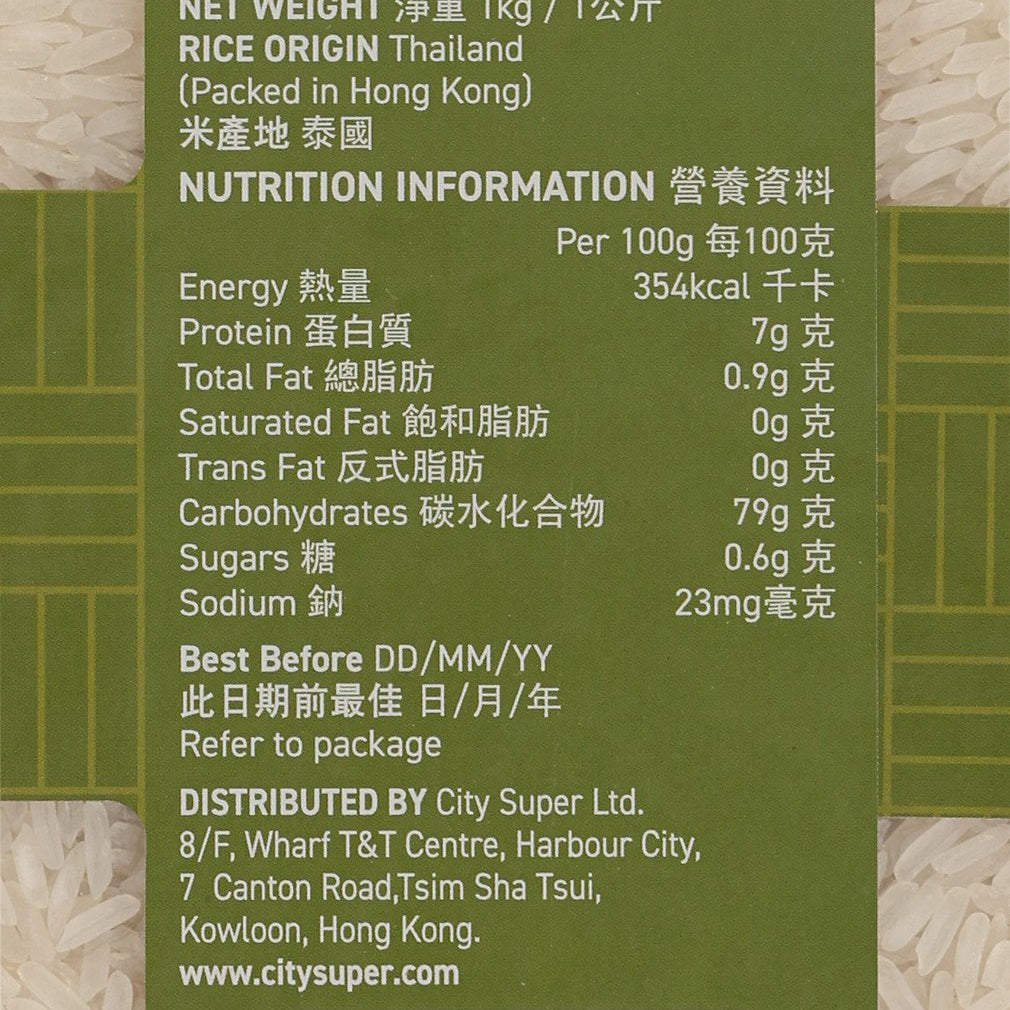 NET WEIGHT 淨重 1kg / 1公斤
RICE ORIGIN Thailand
(Packed in Hong Kong)
米產地 泰國
NUTRITION INFORMATION 營養資料
Per 100g 每100克
Energy 熱量 354kcal 千卡
Protein 蛋白質 7g 克
Total Fat 總脂肪 0.9g 克
Saturated Fat 飽和脂肪 0g 克
Trans Fat 反式脂肪 0g 克
Carbohydrates 碳水化合物 79g 克
Sugars 糖 0.6g 克
Sodium 鈉 23mg毫克
Best Before DD/MM/YY
此日期前最佳 日/月/年
Refer to package
DISTRIBUTED BY City Super Ltd.
8/F, Wharf T&T Centre, Harbour City,
7 Canton Road,Tsim Sha Tsui,
Kowloon, Hong Kong.
www.citysuper.com